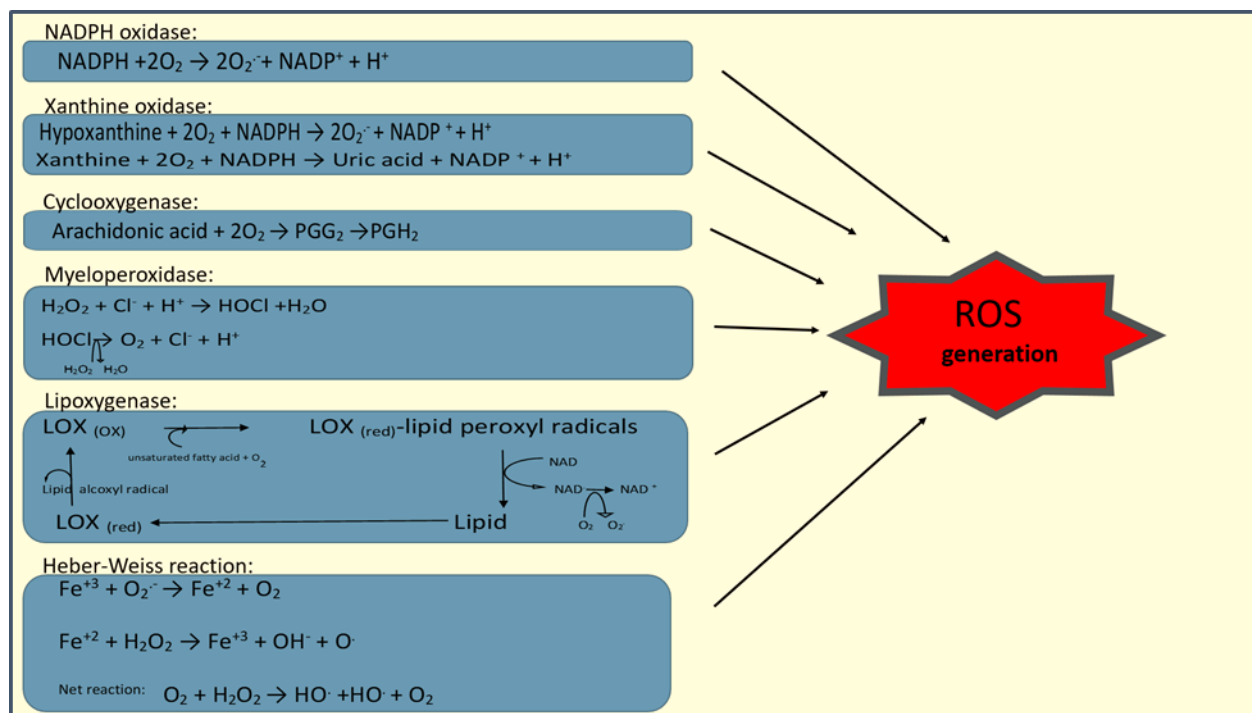 NADPH oxidase:
NADPH +2O₂ → 2O₂·⁻+ NADP⁺ + H⁺
Xanthine oxidase:
Hypoxanthine + 2O₂ + NADPH → 2O₂·⁻ + NADP ⁺ + H⁺
Xanthine + 2O₂ + NADPH → Uric acid + NADP ⁺ + H⁺
Cyclooxygenase:
Arachidonic acid + 2O₂ → PGG₂ →PGH₂
Myeloperoxidase:
H₂O₂ + Cl⁻ + H⁺ → HOCl +H₂O
HOCl → O₂ + Cl⁻ + H⁺
H₂O₂ H₂O
Lipoxygenase:
LOX (OX) LOX (red)-lipid peroxyl radicals
unsaturated fatty acid + O₂
NAD
Lipid alcoxyl radical
NAD· → NAD ⁺
O₂ O₂·
LOX (red) Lipid
Heber-Weiss reaction:
Fe⁺³ + O₂·⁻ → Fe⁺² + O₂
Fe⁺² + H₂O₂ → Fe⁺³ + OH⁻ + O·
Net reaction: O₂ + H₂O₂ → HO· +HO· + O₂
ROS
generation